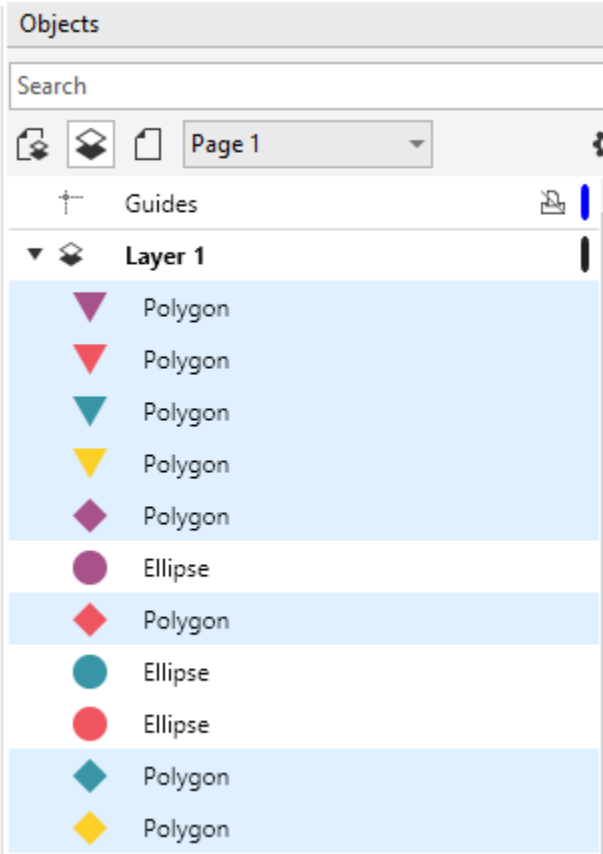 Objects
Search
Page 1
Guides
Layer 1
Polygon
Polygon
Polygon
Polygon
Polygon
Ellipse
Polygon
Ellipse
Ellipse
Polygon
Polygon